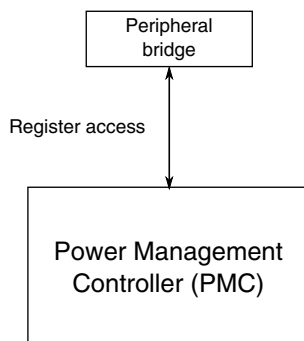 Peripheral
bridge
Register access
Power Management
Controller (PMC)